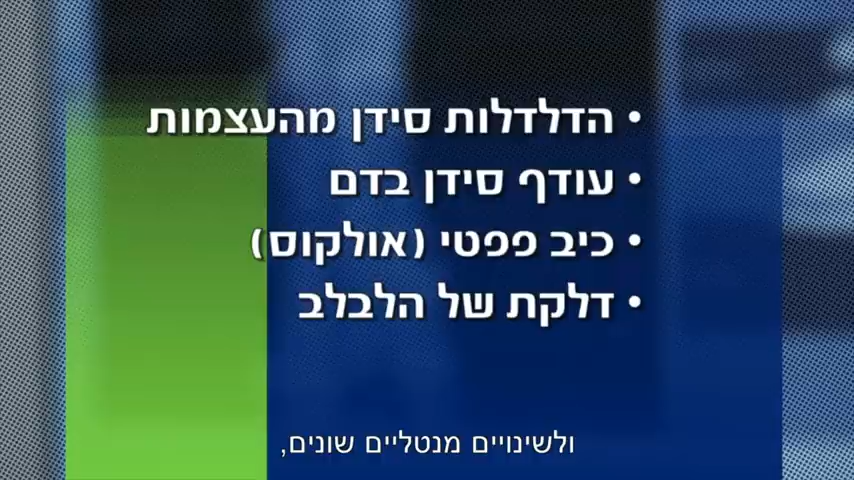 • הדלדלות סידן מהעצמות
• עודף סידן בדם
• כיב פפטי (אולקוס)
• דלקת של הלבלב
ולשינויים מנטליים שונים,